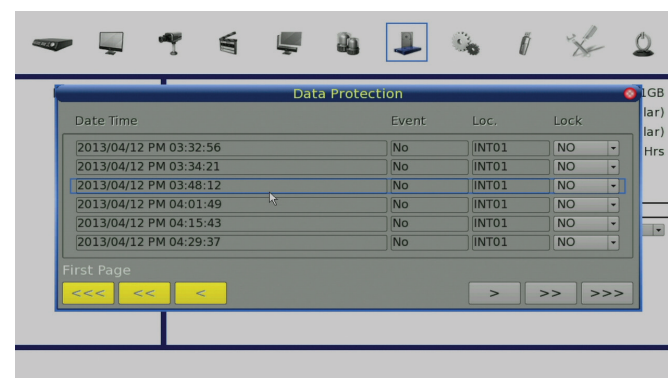 Data Protection
1GB
lar)
lar)
Hrs
Date Time Event Loc. Lock
2013/04/12 PM 03:32:56 No INT01 NO
2013/04/12 PM 03:34:21 No INT01 NO
2013/04/12 PM 03:48:12 No INT01 NO
2013/04/12 PM 04:01:49 No INT01 NO
2013/04/12 PM 04:15:43 No INT01 NO
2013/04/12 PM 04:29:37 No INT01 NO
First Page
<<< << < > >> >>>